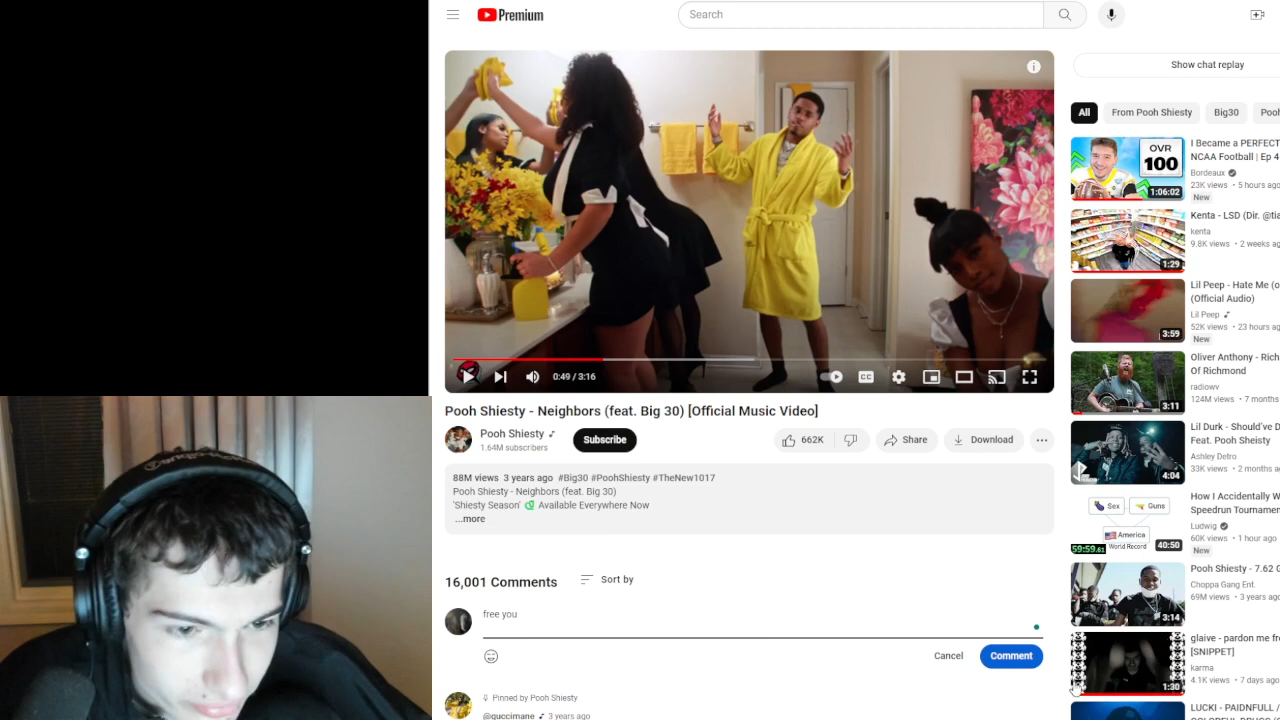 Premium
Search
Show chat replay
All
From Pooh Shiesty
Big30
OVR
100
1:06:02
I Became a PERFECT
NCAA Football | Ep 4
Bordeaux
23K views • 5 hours ago
New
1:29
Kenta - LSD (Dir.
kenta
9.8K views • 2 weeks ago
3:59
Lil Peep - Hate Me
(Official Audio)
Lil Peep
52K views • 23 hours ago
New
3:11
Oliver Anthony - Rich
Of Richmond
radiowv
124M views • 7 months
4:04
Lil Durk - Should've
Feat. Pooh Sheisty
Ashley Detro
33K views • 2 months
Sex
Guns
America
World Record
59:59.61
40:50
How I Accidentally
Speedrun Tournament
Ludwig
60K views • 1 hour ago
New
3:14
Pooh Shiesty - 7.62
Choppa Gang Ent.
69M views • 3 years
1:30
glaive - pardon me
[SNIPPET]
karma
4.1K views • 7 days
LUCKI - PAIDNFULL /
0:49 / 3:16
CC
Pooh Shiesty - Neighbors (feat. Big 30) [Official Music Video]
Pooh Shiesty
1.64M subscribers
Subscribe
662K
Share
Download
88M views 3 years ago #Big30 #PoohShiesty #TheNew1017
Pooh Shiesty - Neighbors (feat. Big 30)
'Shiesty Season' Available Everywhere Now
...more
16,001 Comments
Sort by
free you
Cancel
Comment
Pinned by Pooh Shiesty
@guccimane 3 years ago